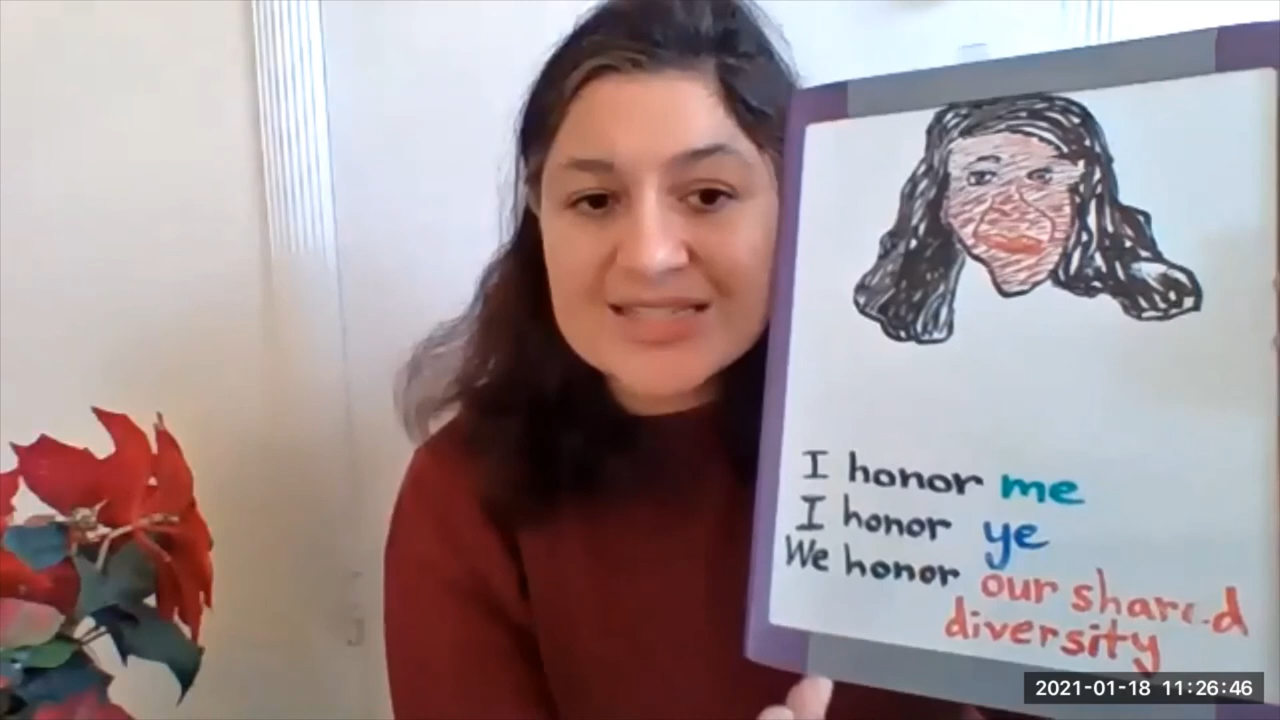 I honor me
I honor ye
We honor our shared
diversity
2021-01-18 11:26:46